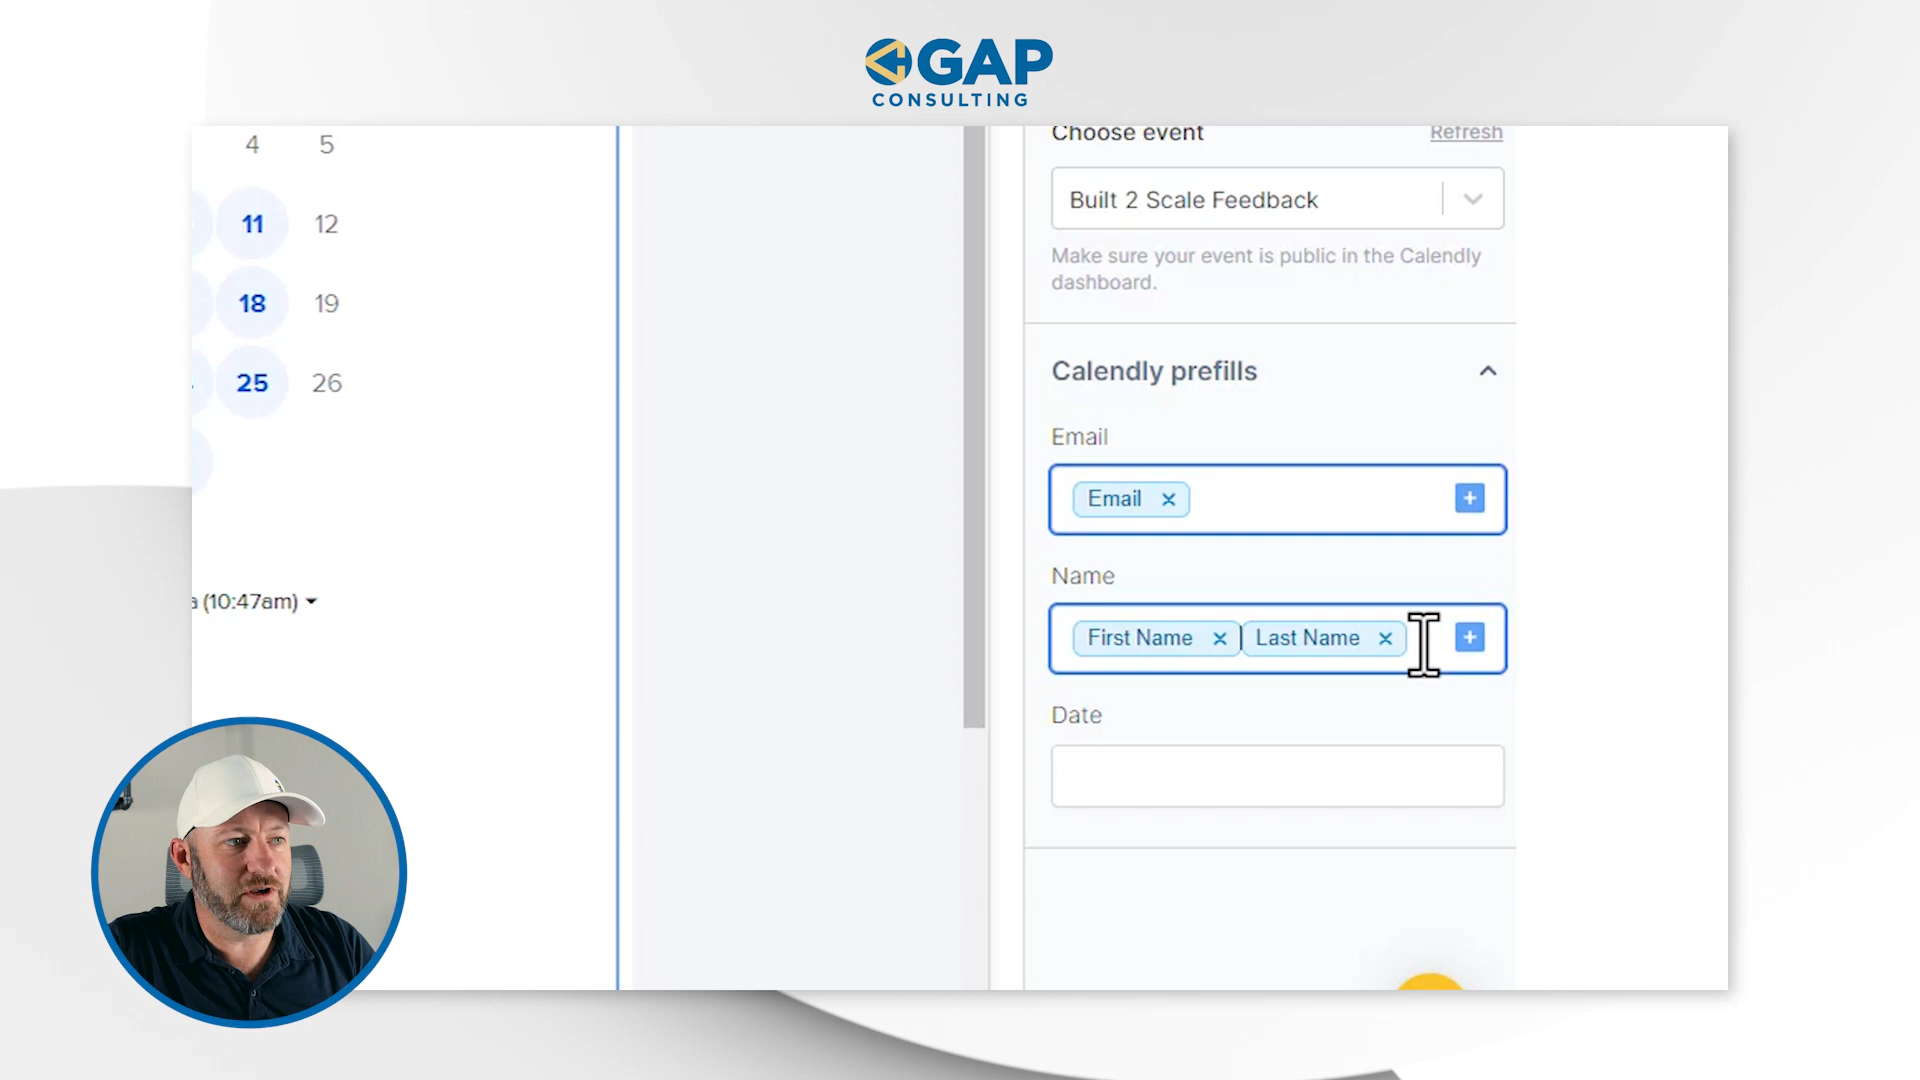 GAP
CONSULTING
4 5
11 12
18 19
25 26
(10:47am)
Choose event Refresh
Built 2 Scale Feedback
Make sure your event is public in the Calendly
dashboard.
Calendly prefills
Email
Email
Name
First Name Last Name
Date